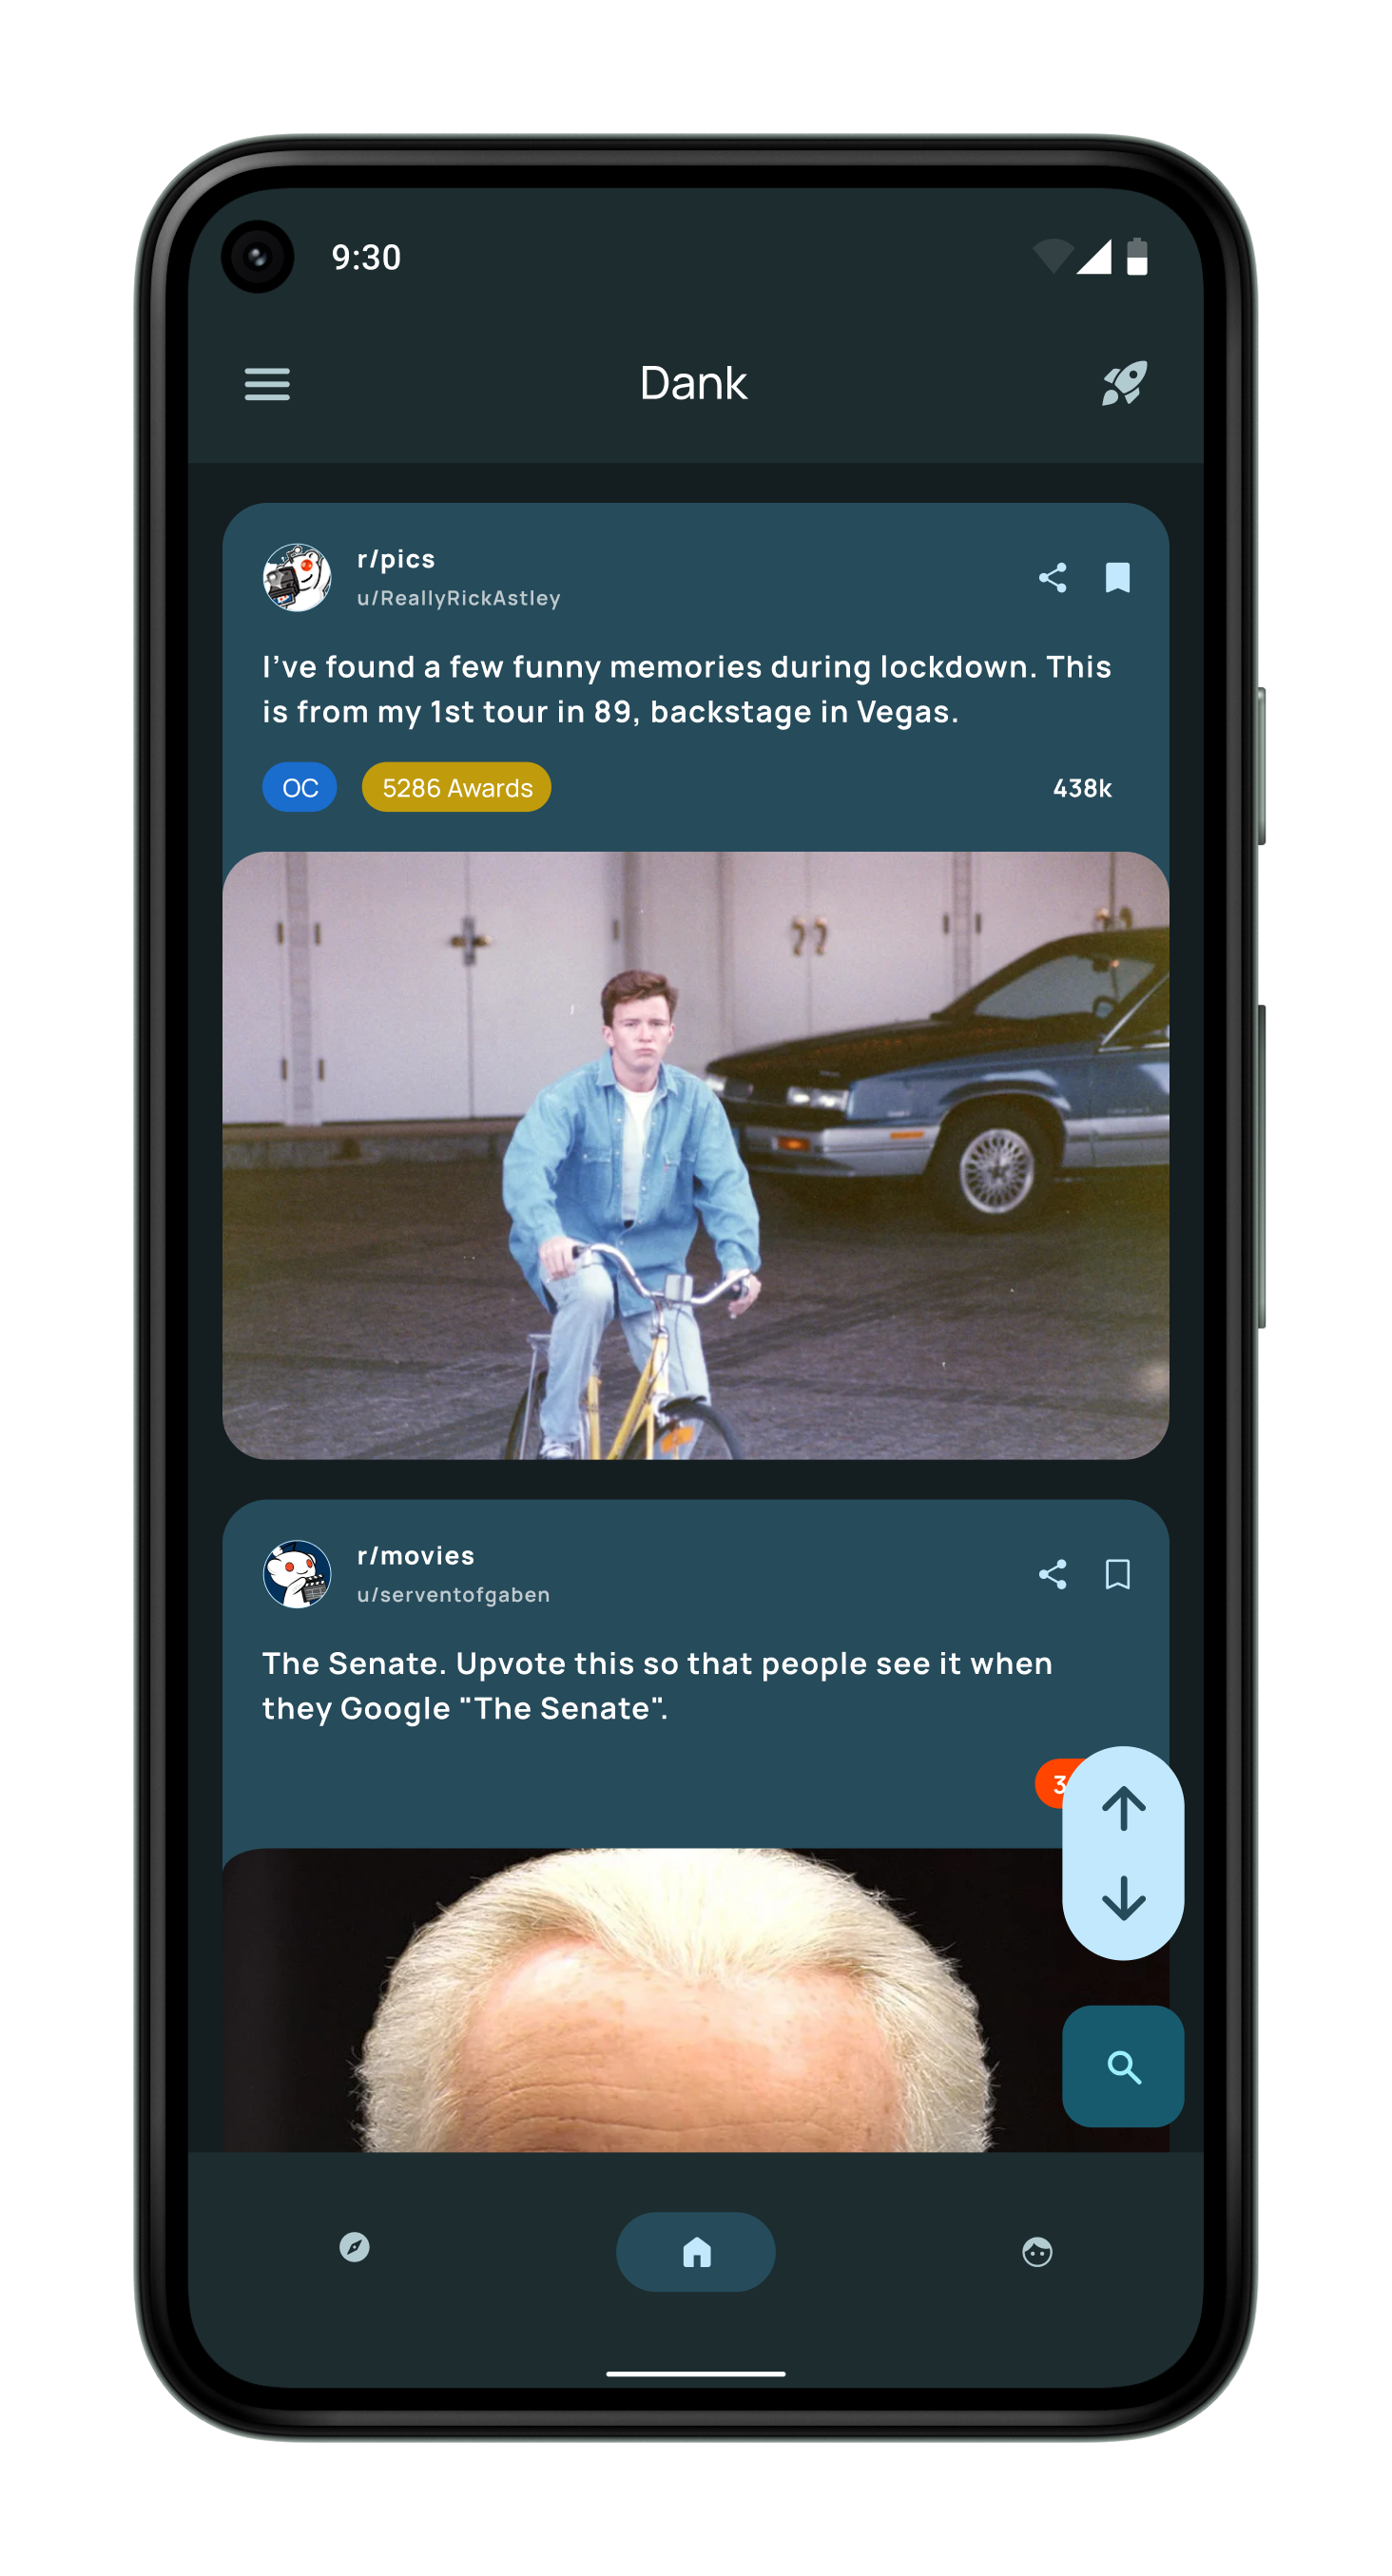 9:30
Dank
r/pics
u/ReallyRickAstley
I’ve found a few funny memories during lockdown. This
is from my 1st tour in 89, backstage in Vegas.
OC 5286 Awards 438k
r/movies
u/serventofgaben
The Senate. Upvote this so that people see it when
they Google "The Senate".